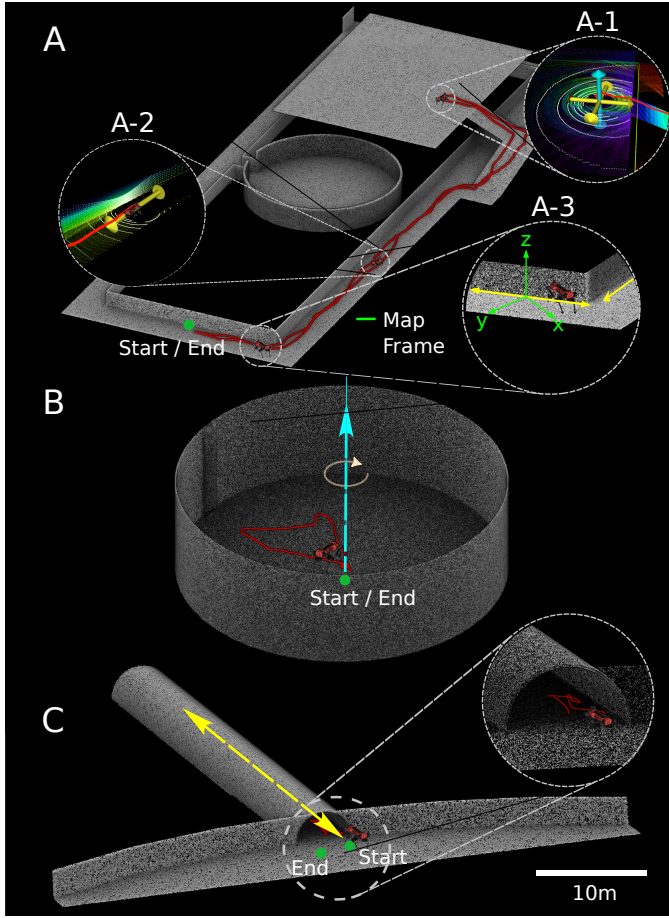 A
A-1
A-2
A-3
z
y
x
Start / End
Map
Frame
B
Start / End
C
Start
End
10m